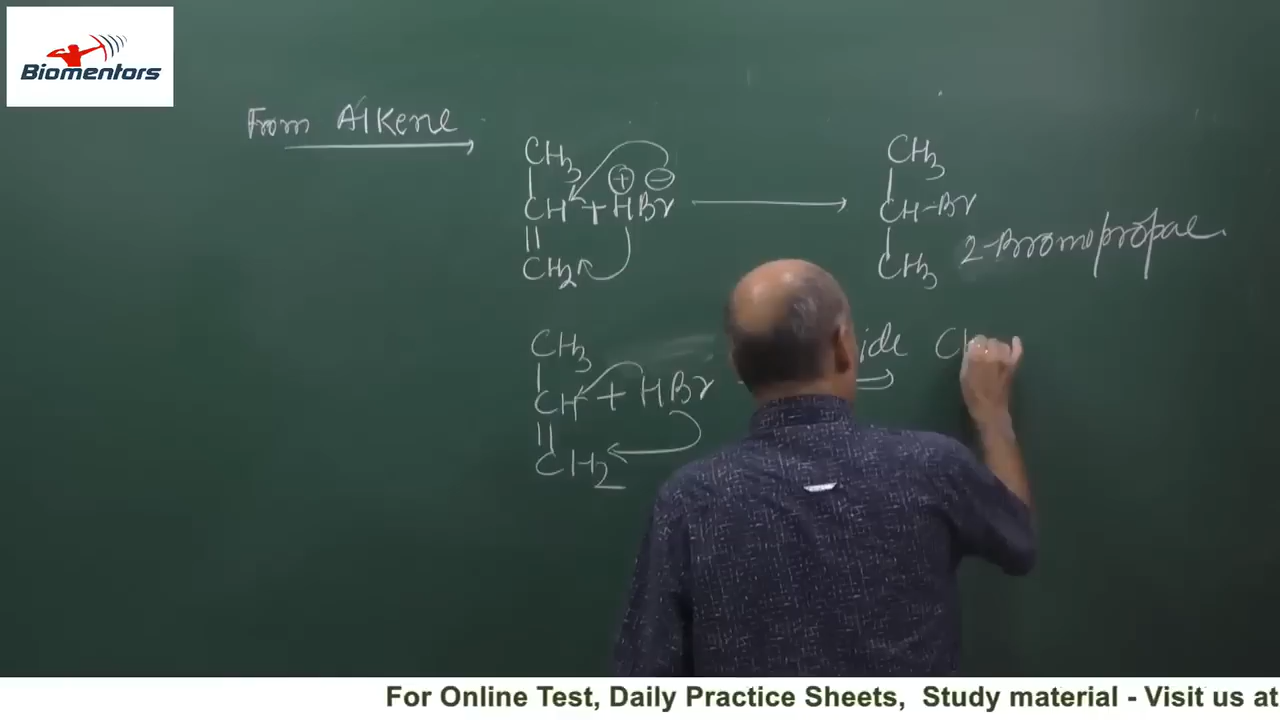 Biomentors
From Alkene
CH3 CH3
CH + HBr CH-Br
CH2 CH3 2-Bromopropae.
CH3 ide
CH + HBr
CH2
For Online Test, Daily Practice Sheets, Study material - Visit us at